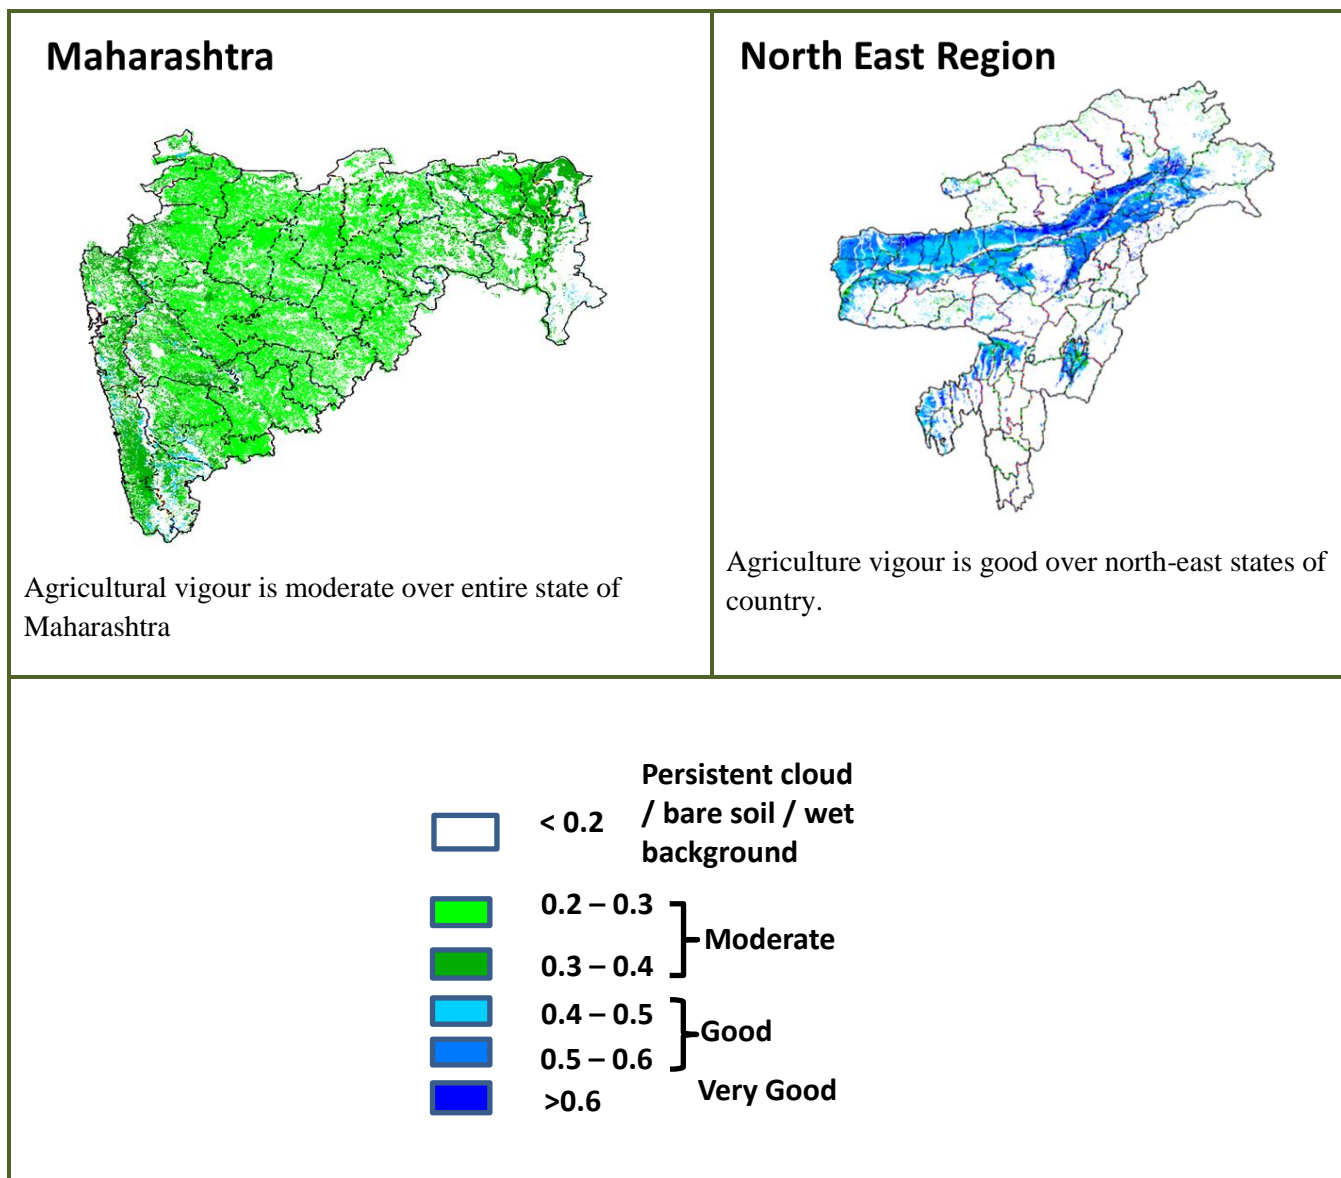 Maharashtra
Agricultural vigour is moderate over entire state of
Maharashtra
North East Region
Agriculture vigour is good over north-east states of
country.
< 0.2
Persistent cloud
/ bare soil / wet
background
0.2 – 0.3
0.3 – 0.4
Moderate
0.4 – 0.5
0.5 – 0.6
Good
>0.6
Very Good